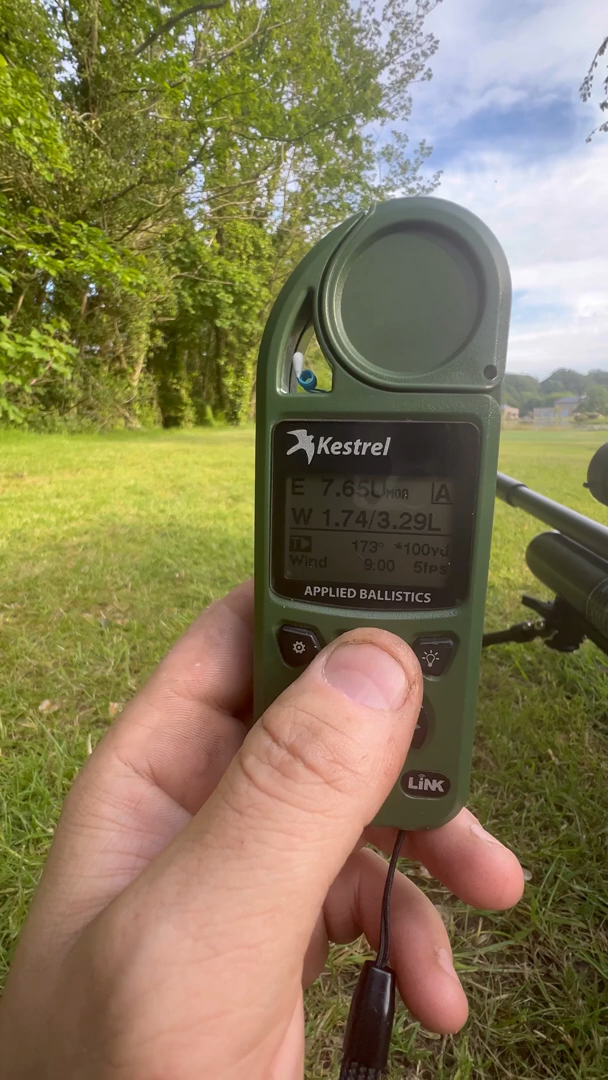 Kestrel
E 7.65U MOA A
W 1.74/3.29L
T 173° *100yd
Wind 9:00 5fps
APPLIED BALLISTICS
LiNK